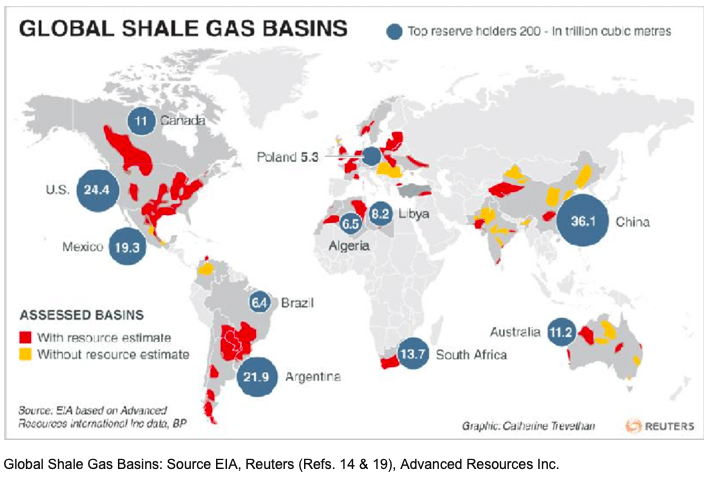 GLOBAL SHALE GAS BASINS
Top reserve holders 200 - In trillion cubic metres
11 Canada
Poland 5.3
U.S. 24.4
8.2 Libya
6.5
Algeria
36.1 China
Mexico 19.3
6.4 Brazil
ASSESSED BASINS
With resource estimate
Without resource estimate
Australia 11.2
13.7 South Africa
21.9 Argentina
Source: EIA based on Advanced
Resources international Inc data, BP
Graphic: Catherine Trevethan
REUTERS
Global Shale Gas Basins: Source EIA, Reuters (Refs. 14 & 19), Advanced Resources Inc.